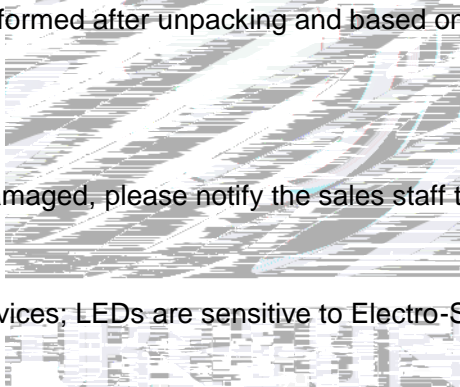 formed after unpacking and based on
maged, please notify the sales staff t
vices; LEDs are sensitive to Electro-S